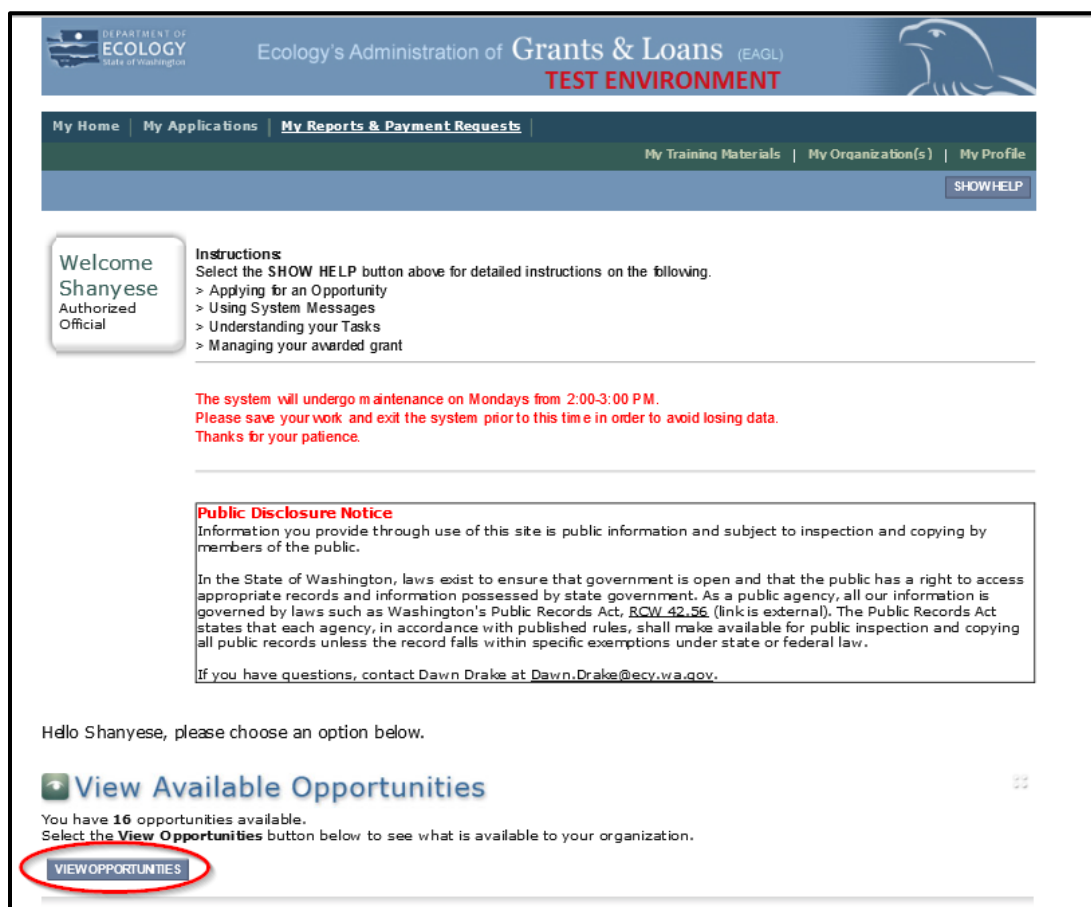 DEPARTMENT OF
ECOLOGY
State of Washington
Ecology's Administration of Grants & Loans (EAGL)
TEST ENVIRONMENT
My Home | My Applications | My Reports & Payment Requests |
My Training Materials | My Organization(s) | My Profile
SHOW HELP
Welcome
Shanyese
Authorized
Official
Instructions:
Select the SHOW HELP button above for detailed instructions on the following.
> Applying for an Opportunity
> Using System Messages
> Understanding your Tasks
> Managing your awarded grant
The system will undergo maintenance on Mondays from 2:00-3:00 PM.
Please save your work and exit the system prior to this time in order to avoid losing data.
Thanks for your patience.
Public Disclosure Notice
Information you provide through use of this site is public information and subject to inspection and copying by
members of the public.
In the State of Washington, laws exist to ensure that government is open and that the public has a right to access
appropriate records and information possessed by state government. As a public agency, all our information is
governed by laws such as Washington's Public Records Act, RCW 42.56 (link is external). The Public Records Act
states that each agency, in accordance with published rules, shall make available for public inspection and copying
all public records unless the record falls within specific exemptions under state or federal law.
If you have questions, contact Dawn Drake at Dawn.Drake@ecy.wa.gov.
Hello Shanyese, please choose an option below.
View Available Opportunities
You have 16 opportunities available.
Select the View Opportunities button below to see what is available to your organization.
VIEW OPPORTUNITIES